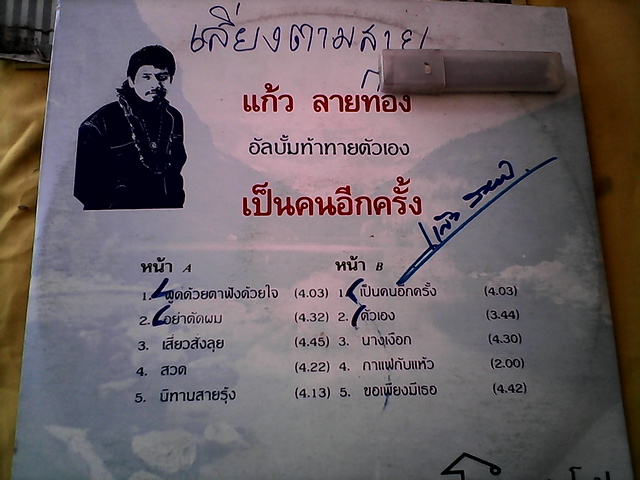 เสี่ยงตามสาย
แก้ว ลายทอง
อัลบั้มท้าทายตัวเอง
เป็นคนอีกครั้ง
หน้า A
1. พูดด้วยตาฟังด้วยใจ (4.03)
2. อย่าตัดผม (4.32)
3. เสี่ยวสั่งลุย (4.45)
4. สวด (4.22)
5. นิทานสายรุ้ง (4.13)
หน้า B
1. เป็นคนอีกครั้ง (4.03)
2. ตัวเอง (3.44)
3. นางเงือก (4.30)
4. กาแฟกับแห้ว (2.00)
5. ขอเพียงมีเธอ (4.42)